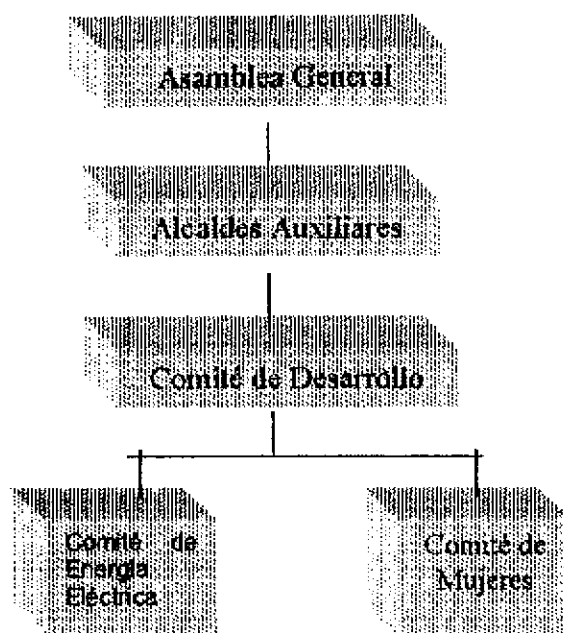 Asamblea General
Alcaldes Auxiliares
Comité de Desarrollo
Comité de
Energía
Eléctrica
Comité de
Mujeres